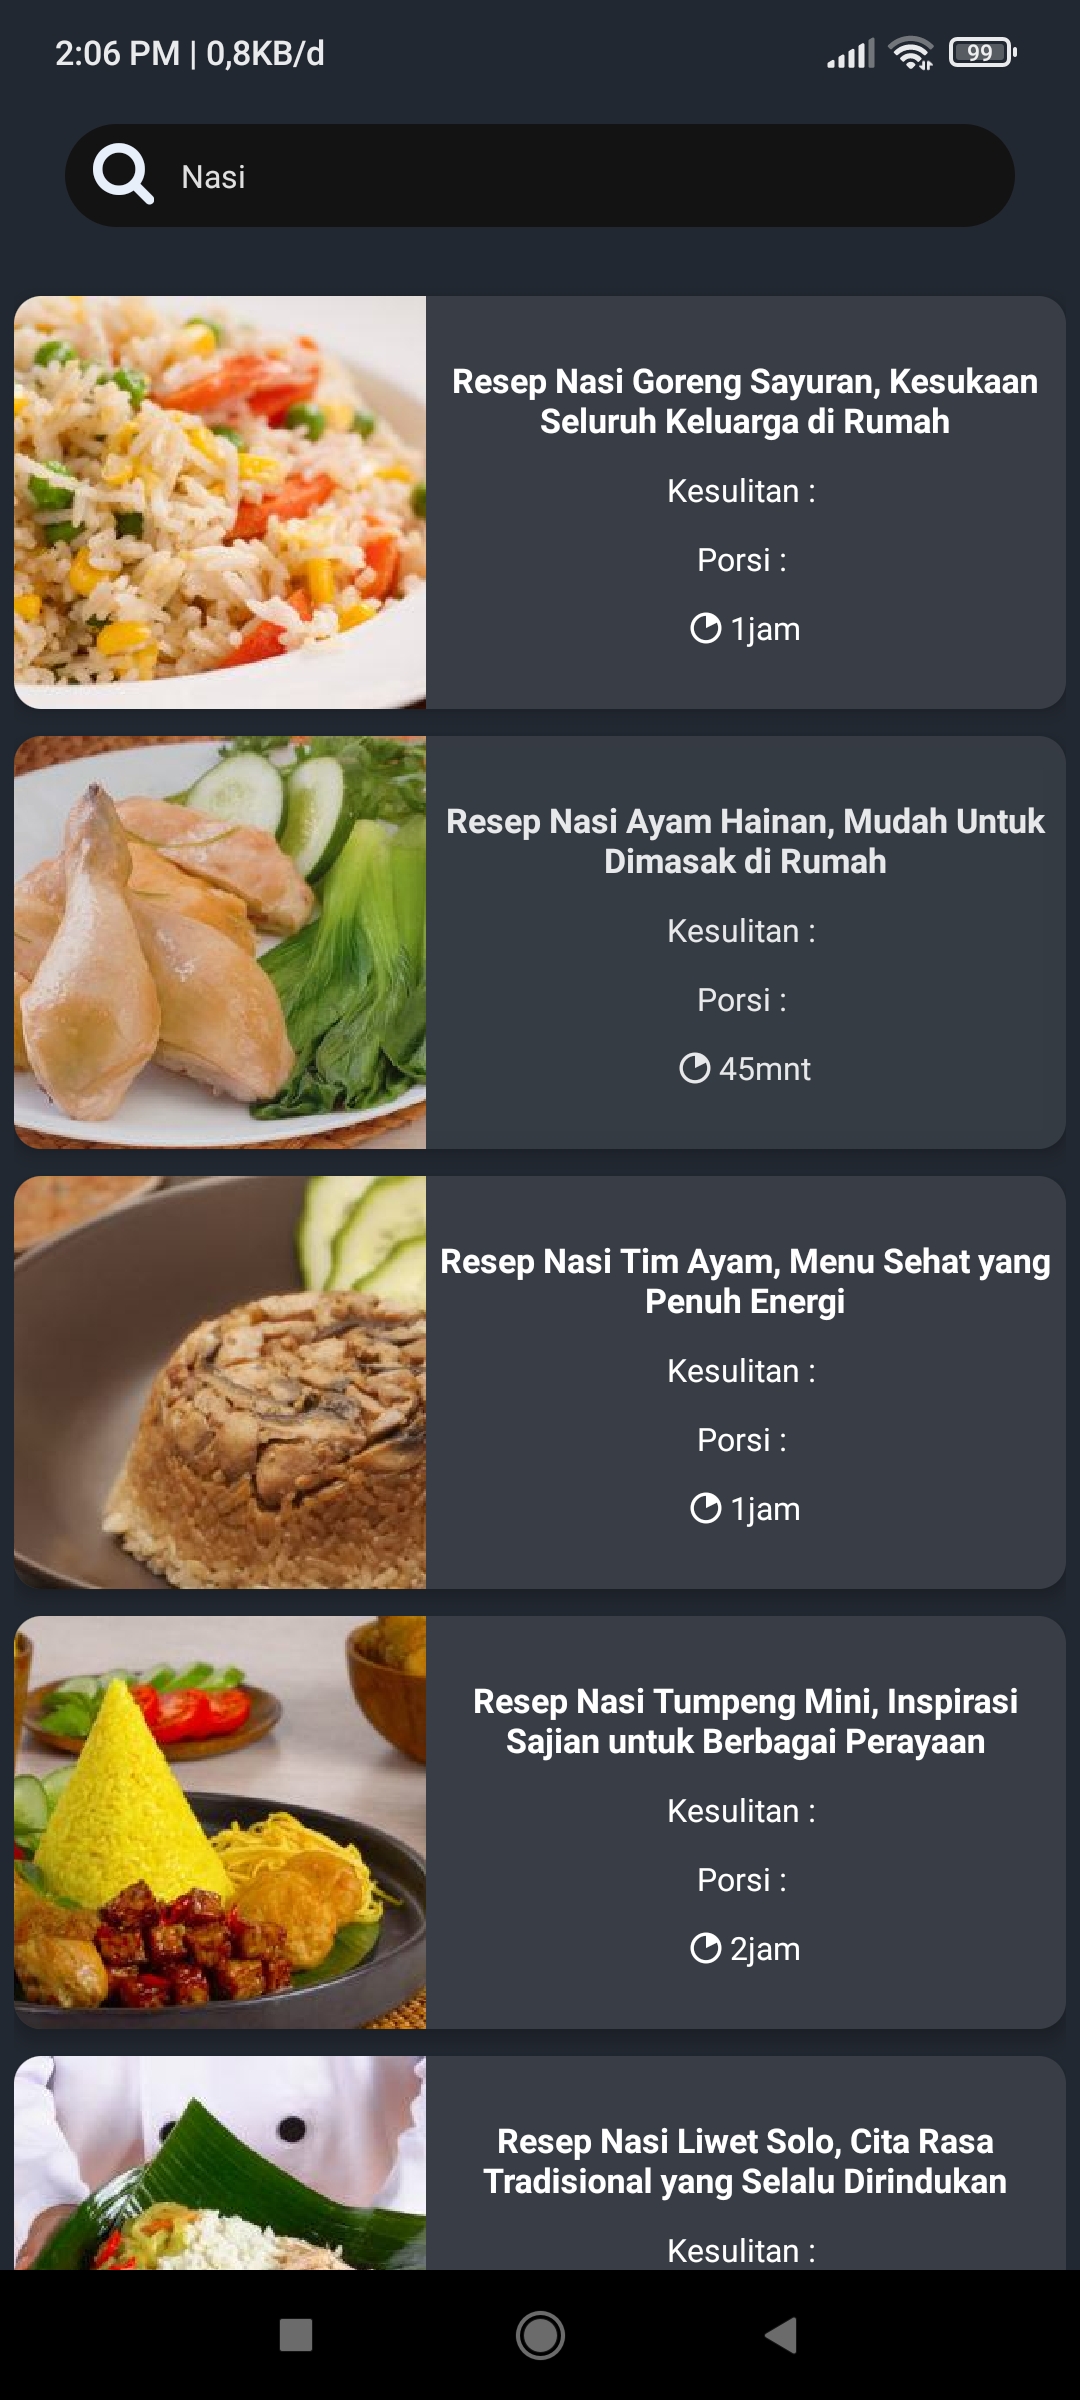 2:06 PM | 0,8KB/d
99
Nasi
Resep Nasi Goreng Sayuran, Kesukaan
Seluruh Keluarga di Rumah
Kesulitan :
Porsi :
1jam
Resep Nasi Ayam Hainan, Mudah Untuk
Dimasak di Rumah
Kesulitan :
Porsi :
45mnt
Resep Nasi Tim Ayam, Menu Sehat yang
Penuh Energi
Kesulitan :
Porsi :
1jam
Resep Nasi Tumpeng Mini, Inspirasi
Sajian untuk Berbagai Perayaan
Kesulitan :
Porsi :
2jam
Resep Nasi Liwet Solo, Cita Rasa
Tradisional yang Selalu Dirindukan
Kesulitan :